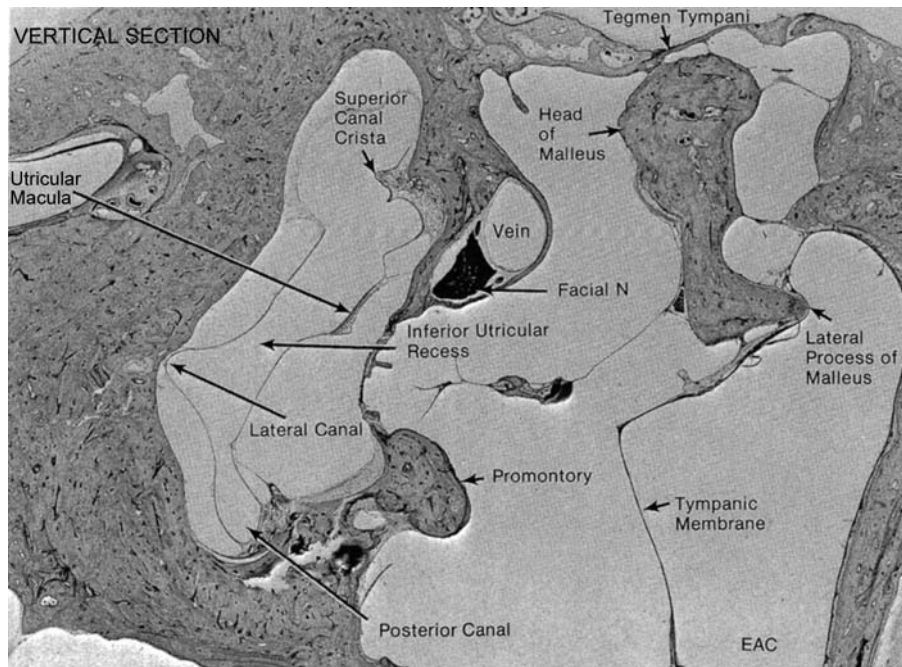 VERTICAL SECTION
Tegmen Tympani
Superior
Canal
Crista
Head
of
Malleus
Utricular
Macula
Vein
Facial N
Inferior Utricular
Recess
Lateral
Process of
Malleus
Lateral Canal
Promontory
Tympanic
Membrane
Posterior Canal
EAC